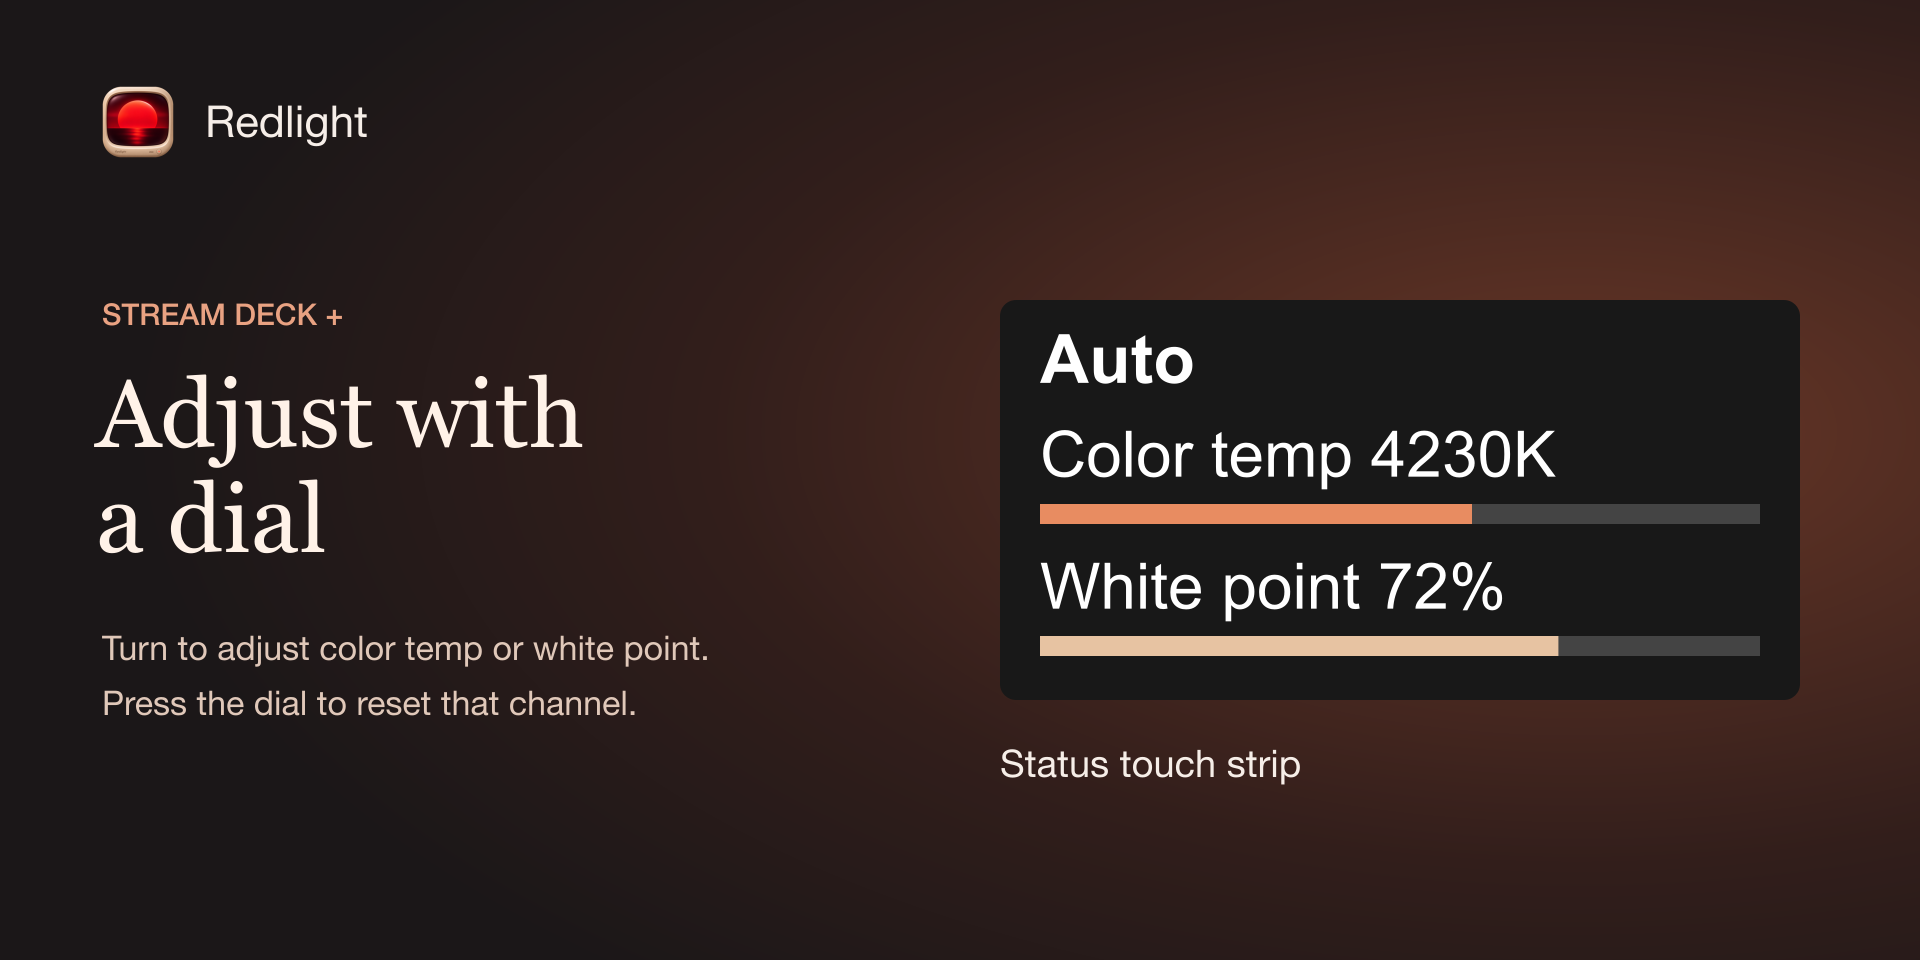 Redlight
STREAM DECK +
Adjust with
a dial
Turn to adjust color temp or white point.
Press the dial to reset that channel.
Auto
Color temp 4230K
White point 72%
Status touch strip